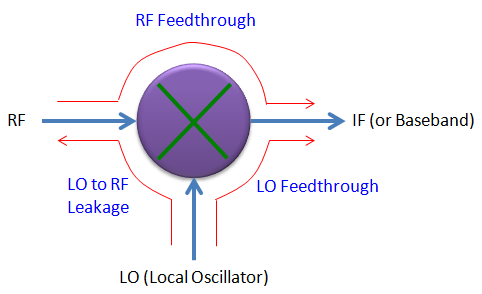 RF Feedthrough
RF
IF (or Baseband)
LO to RF
Leakage
LO Feedthrough
LO (Local Oscillator)